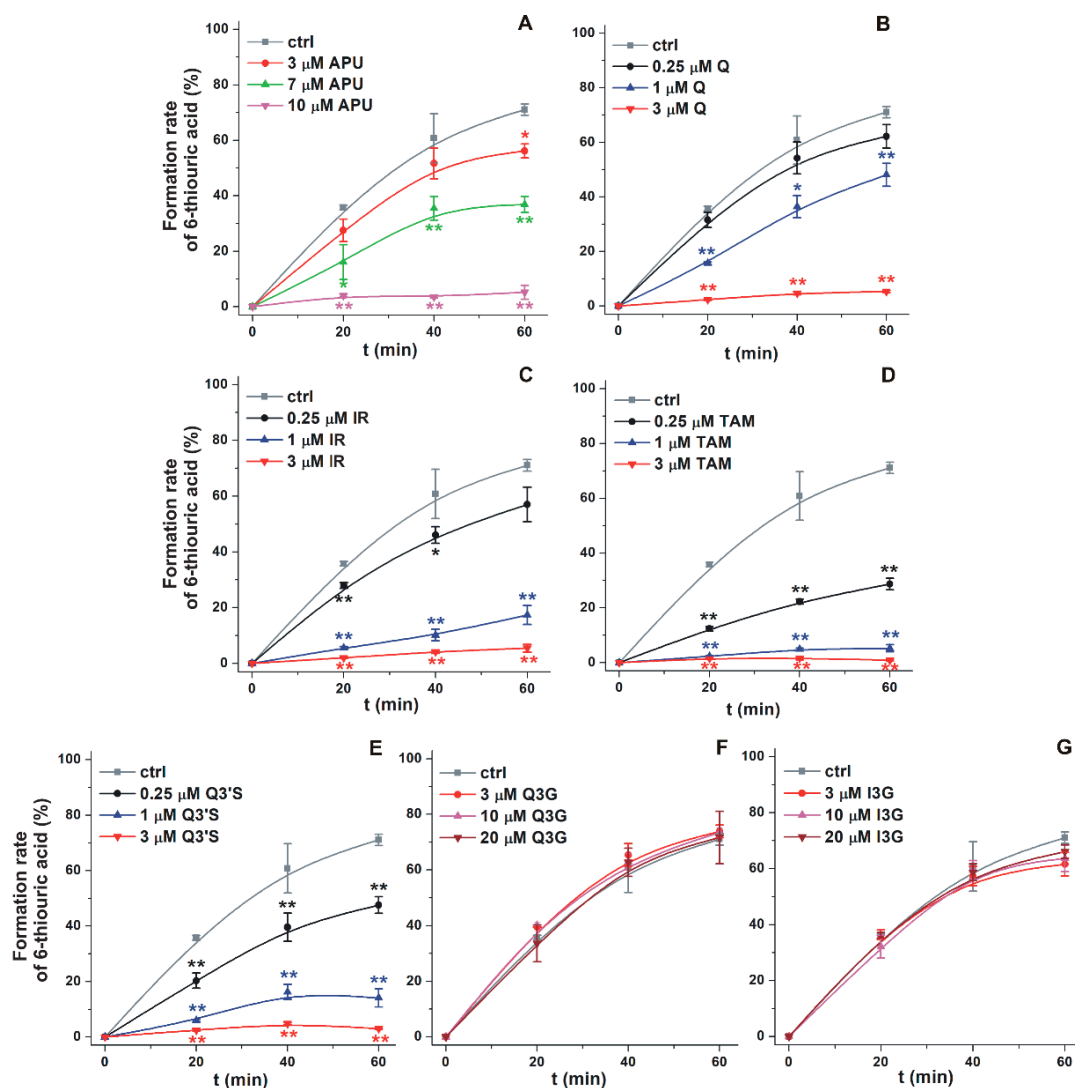 A
Formation rate
of 6-thiouric acid (%)
100
80
60
40
20
0
ctrl
3 μM APU
7 μM APU
10 μM APU
*
**
**
*
**
**
**
0
20
40
60
t (min)
B
100
80
60
40
20
0
ctrl
0.25 μM Q
1 μM Q
3 μM Q
**
*
**
**
**
**
0
20
40
60
t (min)
C
Formation rate
of 6-thiouric acid (%)
100
80
60
40
20
0
ctrl
0.25 μM IR
1 μM IR
3 μM IR
*
**
**
**
**
**
**
**
0
20
40
60
t (min)
D
100
80
60
40
20
0
ctrl
0.25 μM TAM
1 μM TAM
3 μM TAM
**
**
**
**
**
**
**
**
**
0
20
40
60
t (min)
E
Formation rate
of 6-thiouric acid (%)
100
80
60
40
20
0
ctrl
0.25 μM Q3'S
1 μM Q3'S
3 μM Q3'S
**
**
**
**
**
**
**
**
**
0
20
40
60
t (min)
F
100
80
60
40
20
0
ctrl
3 μM Q3G
10 μM Q3G
20 μM Q3G
0
20
40
60
t (min)
G
100
80
60
40
20
0
ctrl
3 μM I3G
10 μM I3G
20 μM I3G
0
20
40
60
t (min)